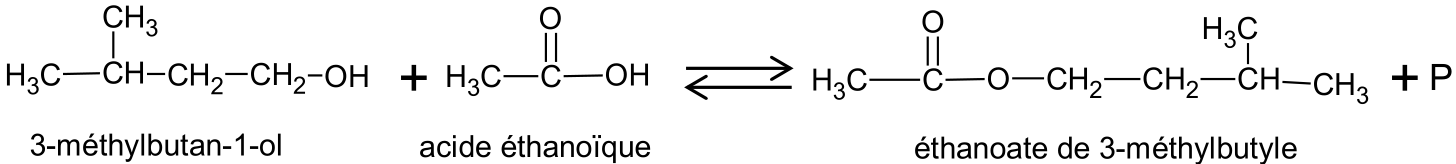 CH₃ O O H₃C
H₃C CH CH₂ CH₂ OH + H₃C C OH H₃C C O CH₂ CH₂ CH CH₃ + P
3-méthylbutan-1-ol acide éthanoïque éthanoate de 3-méthylbutyle